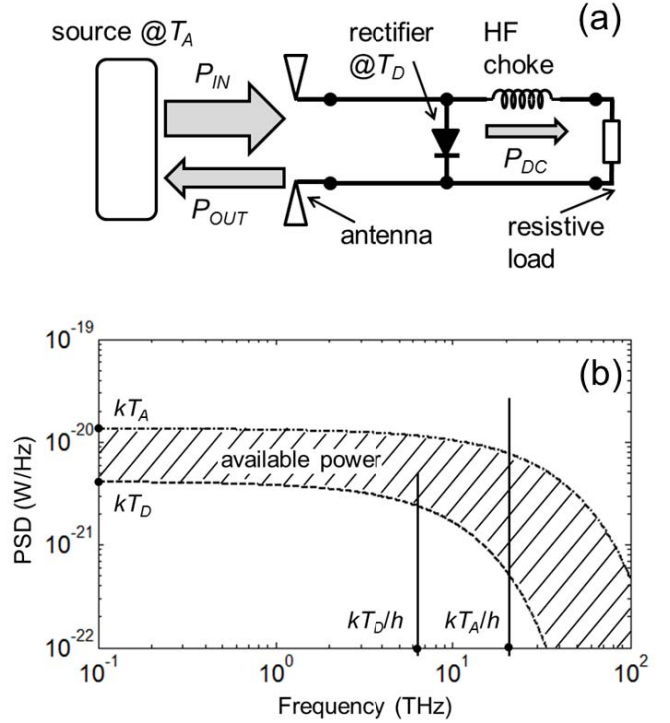 (a)
source @T_A
rectifier
@T_D
HF
choke
P_IN
P_DC
P_OUT
antenna
resistive
load
(b)
10^-19
10^-20
10^-21
10^-22
PSD (W/Hz)
kT_A
available power
kT_D
kT_D/h
kT_A/h
10^-1
10^0
10^1
10^2
Frequency (THz)